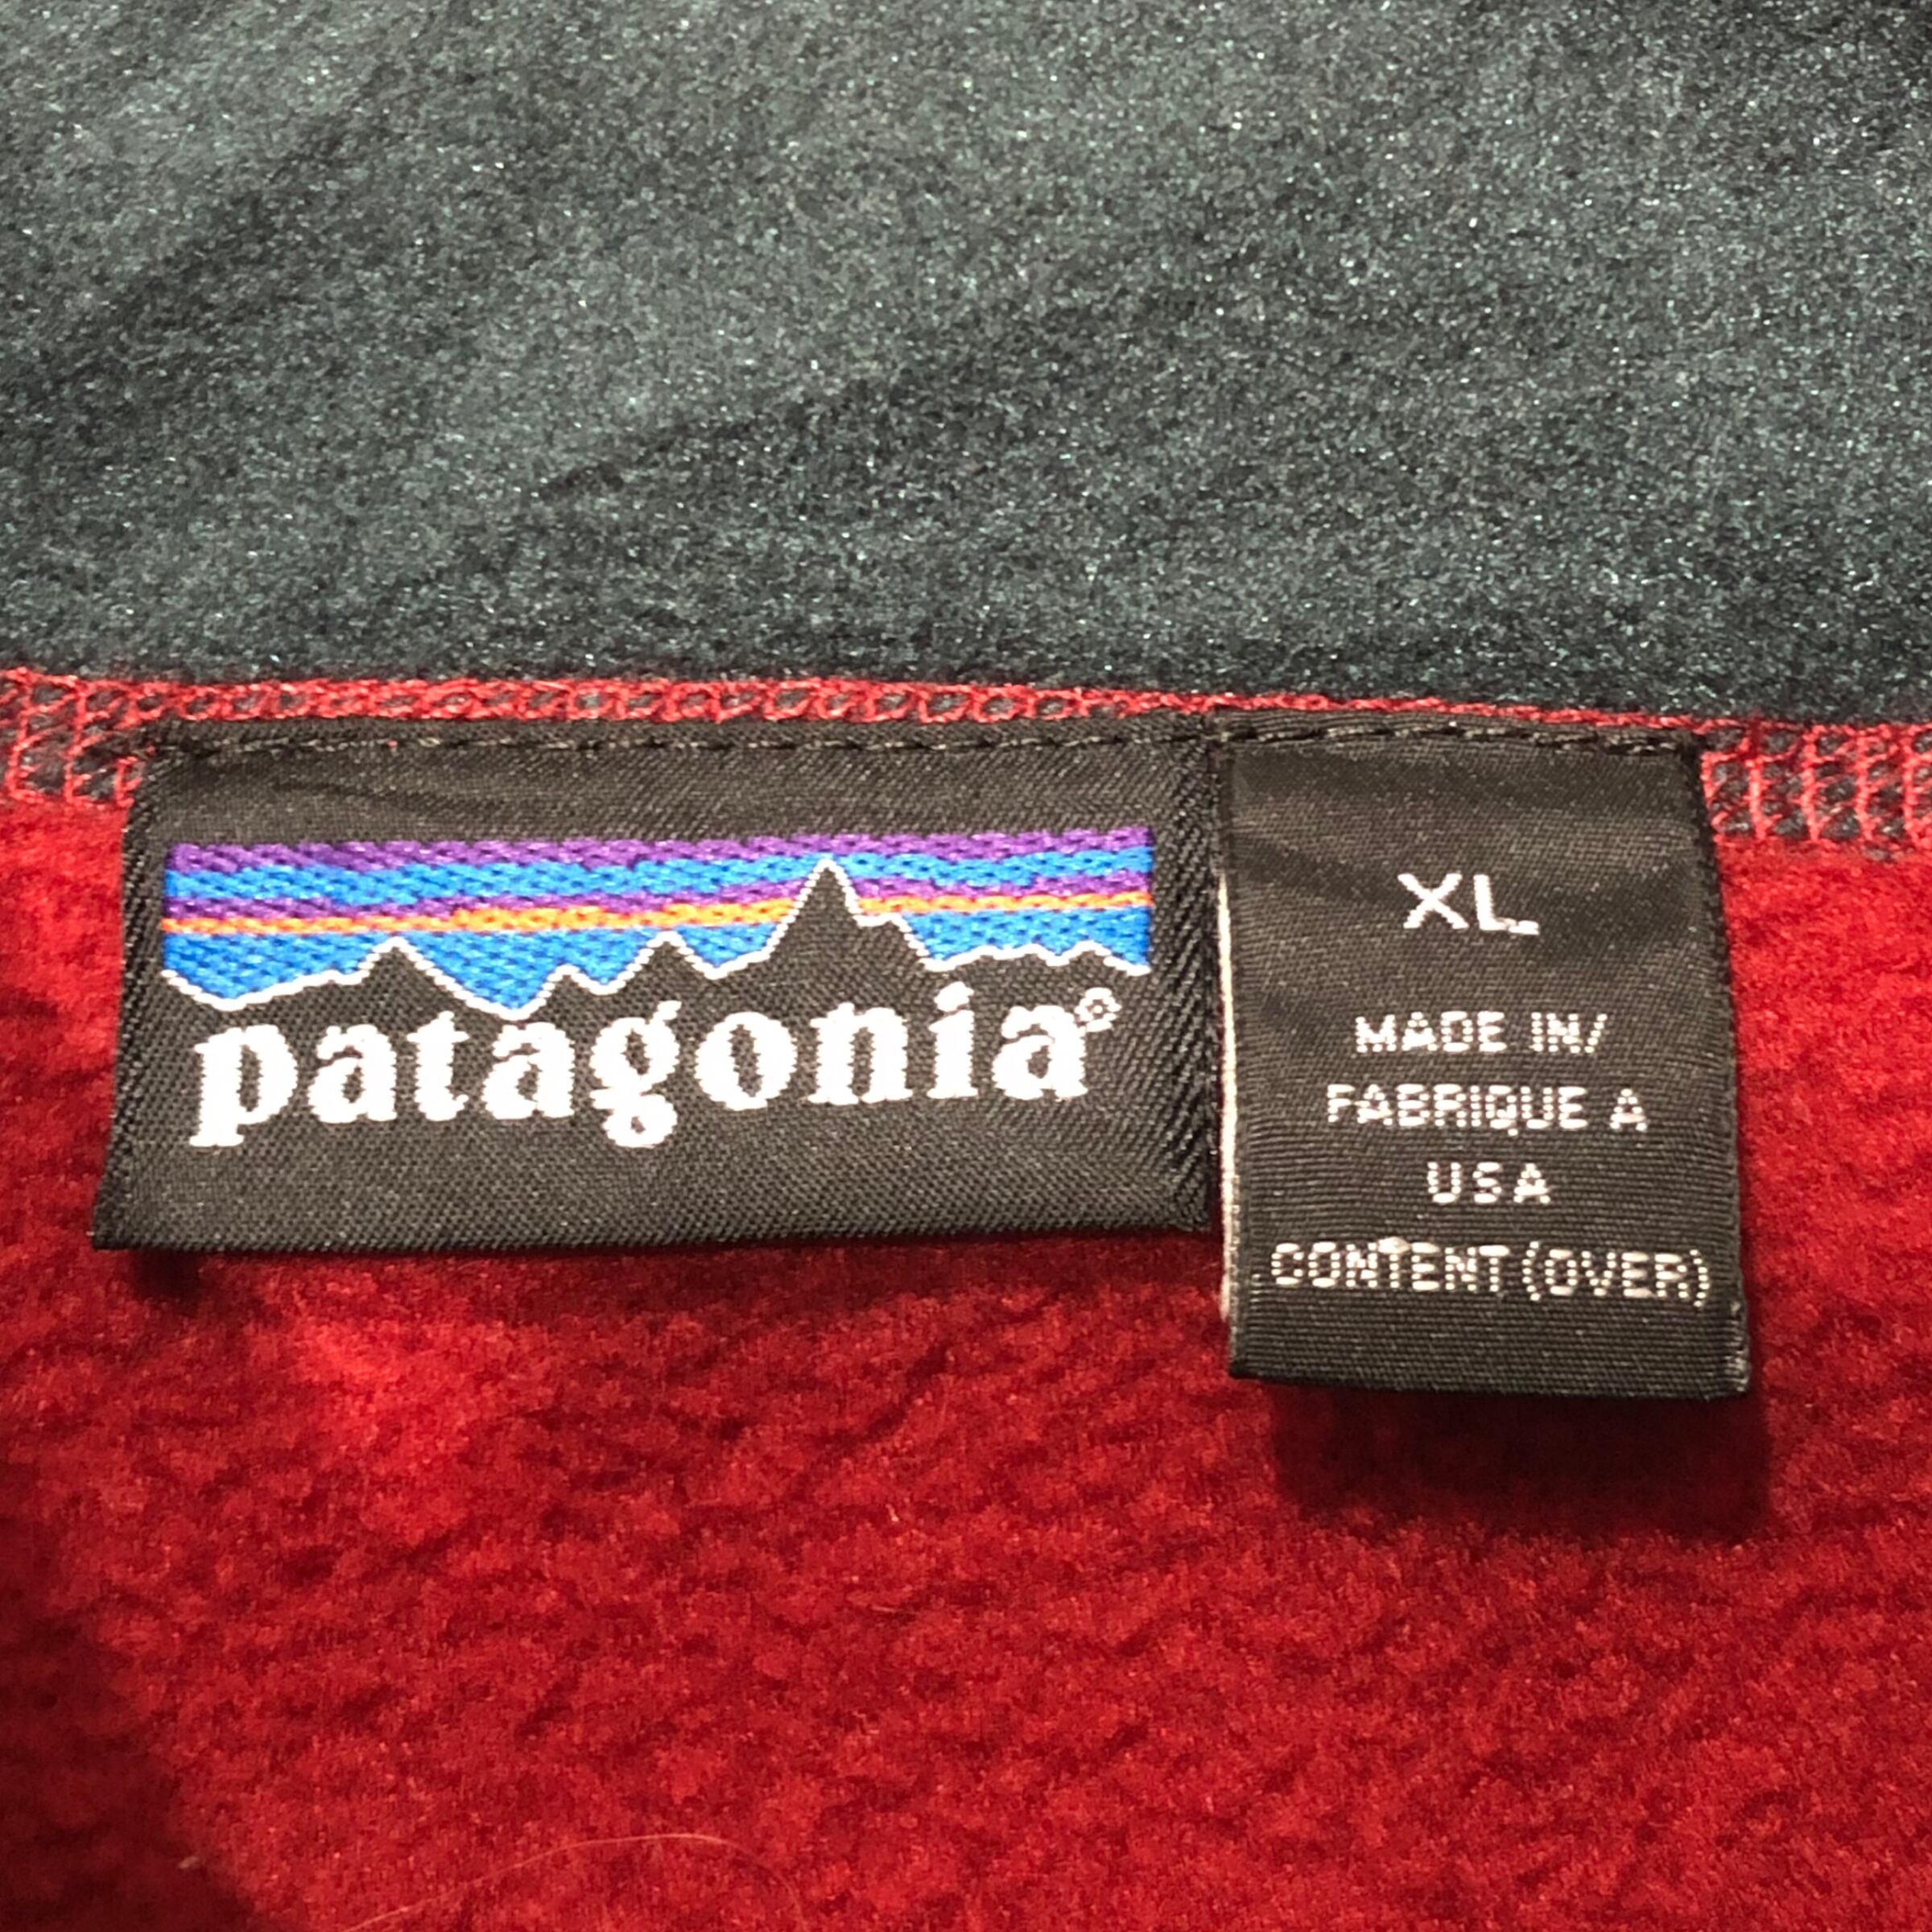 patagonia®
XL
MADE IN/
FABRIQUE A
USA
CONTENT (OVER)